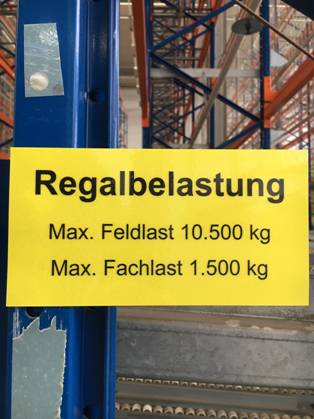 Regalbelastung
Max. Feldlast 10.500 kg
Max. Fachlast 1.500 kg